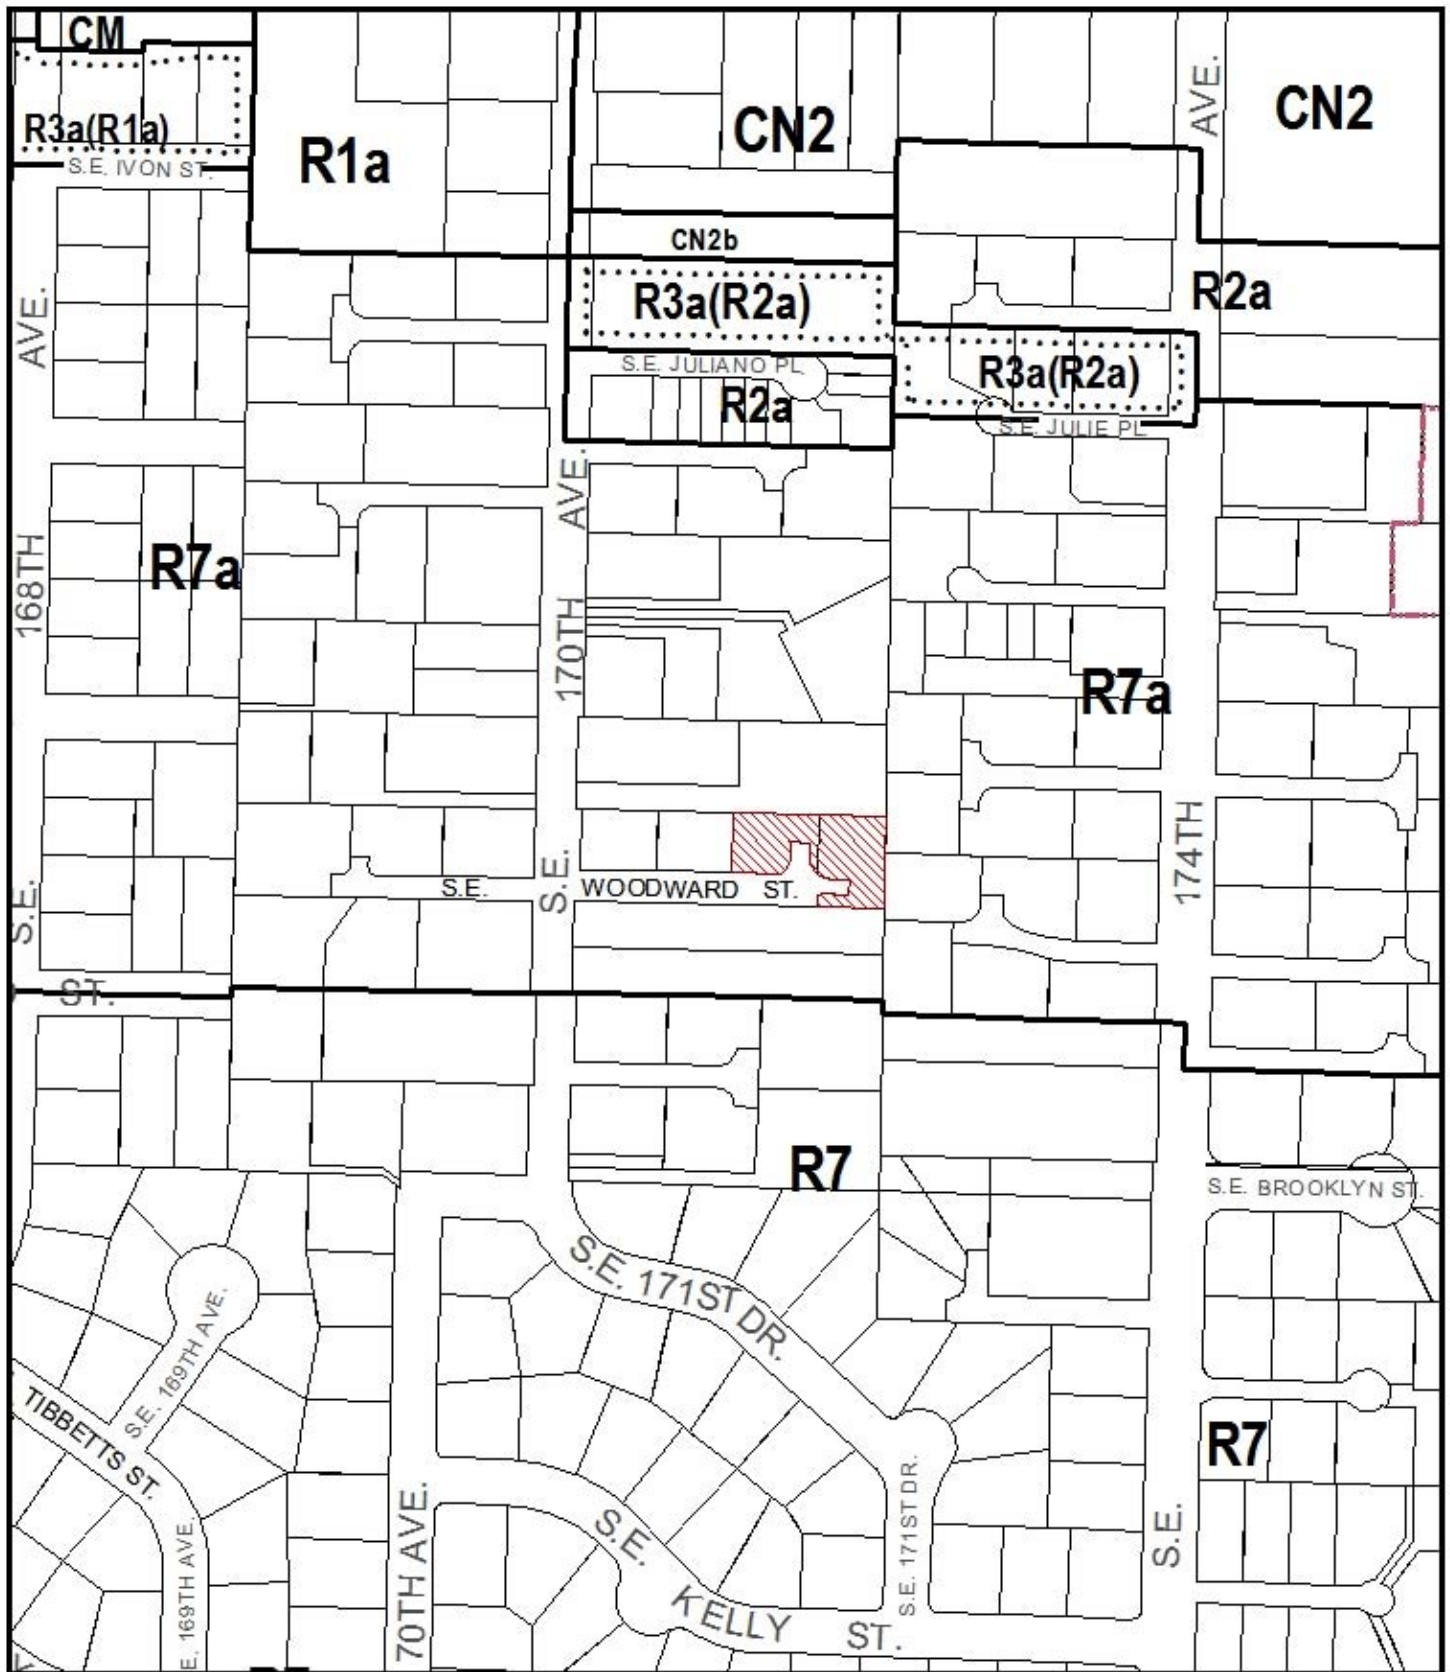 CM
R3a(R1a)
S.E. IVON ST.
R1a
CN2
AVE.
CN2
CN2b
R3a(R2a)
R2a
AVE.
S.E. JULIANO PL
R2a
R3a(R2a)
S.E. JULIE PL
AVE.
168TH
R7a
170TH
R7a
174TH
S.E.
S.E.
S.E.
WOODWARD ST.
ST.
R7
S.E. BROOKLYN ST.
S.E. 171ST DR.
S.E. 169TH AVE.
TIBBETTS ST.
R7
S.E.
70TH AVE.
S.E. 171ST DR.
E. 169TH AVE.
S.E. KELLY ST.